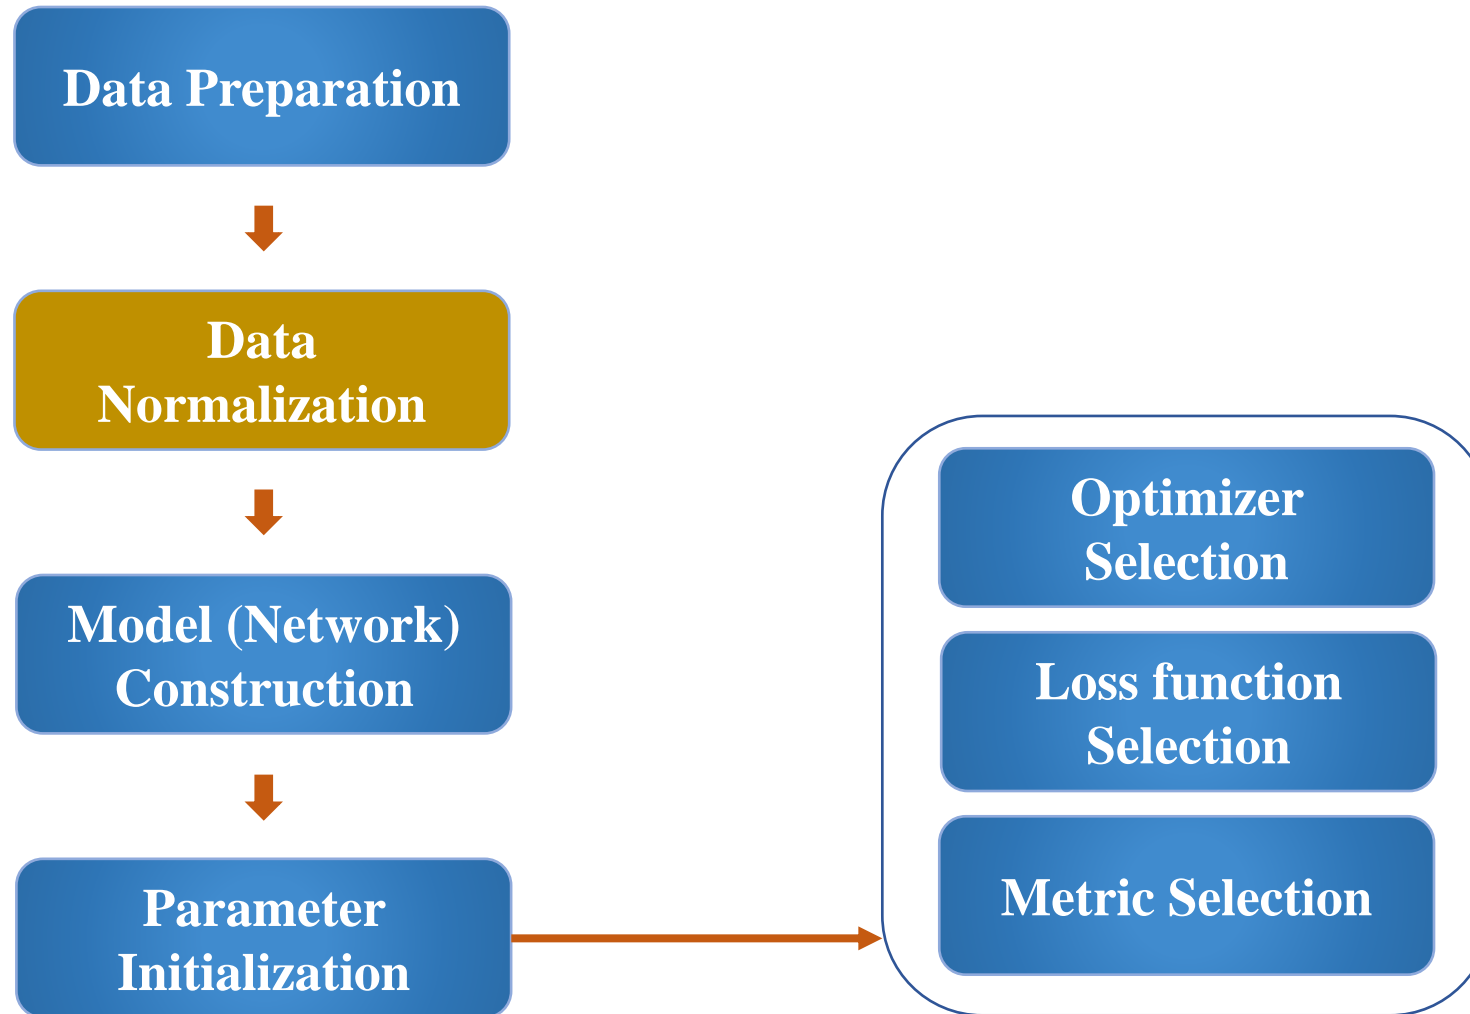 Data Preparation
Data
Normalization
Model (Network)
Construction
Parameter
Initialization
Optimizer
Selection
Loss function
Selection
Metric Selection